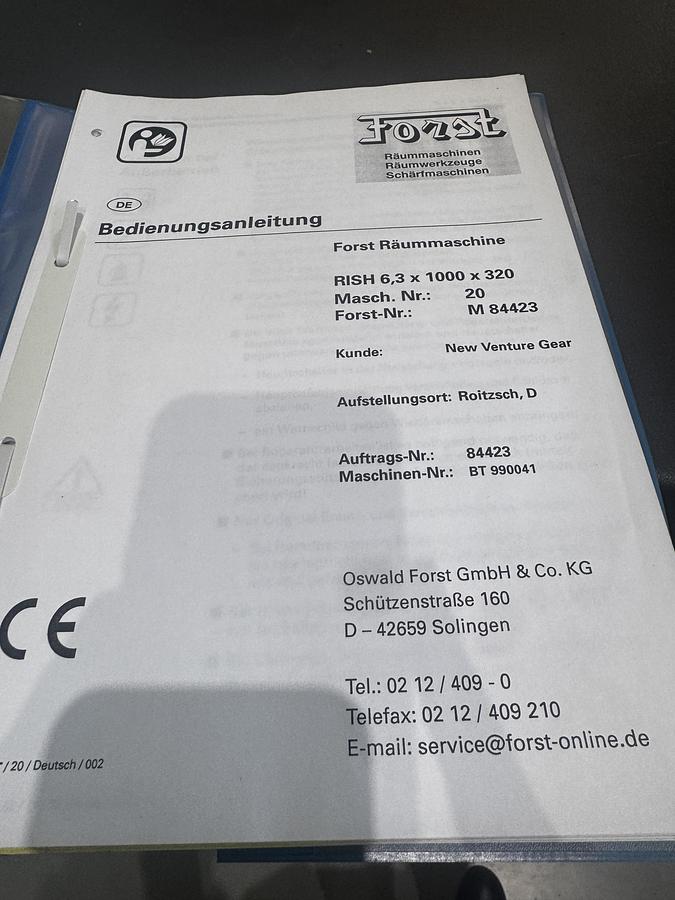 Forst
Räummaschinen
Räumwerkzeuge
Schärfmaschinen
DE
Bedienungsanleitung
Forst Räummaschine
RISH 6,3 x 1000 x 320
Masch. Nr.: 20
Forst-Nr.: M 84423
Kunde: New Venture Gear
Aufstellungsort: Roitzsch, D
Auftrags-Nr.: 84423
Maschinen-Nr.: BT 990041
Oswald Forst GmbH & Co. KG
Schützenstraße 160
D – 42659 Solingen
CE
Tel.: 02 12 / 409 - 0
Telefax: 02 12 / 409 210
E-mail: service@forst-online.de
/ 20 / Deutsch / 002